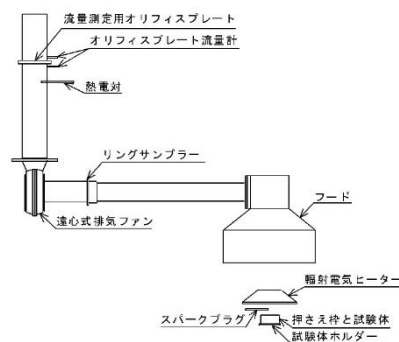 流量測定用オリフィスプレート
オリフィスプレート流量計
熱電対
リングサンプラー
遠心式排気ファン
フード
輻射電気ヒーター
スパークプラグ
押さえ枠と試験体
試験体ホルダー